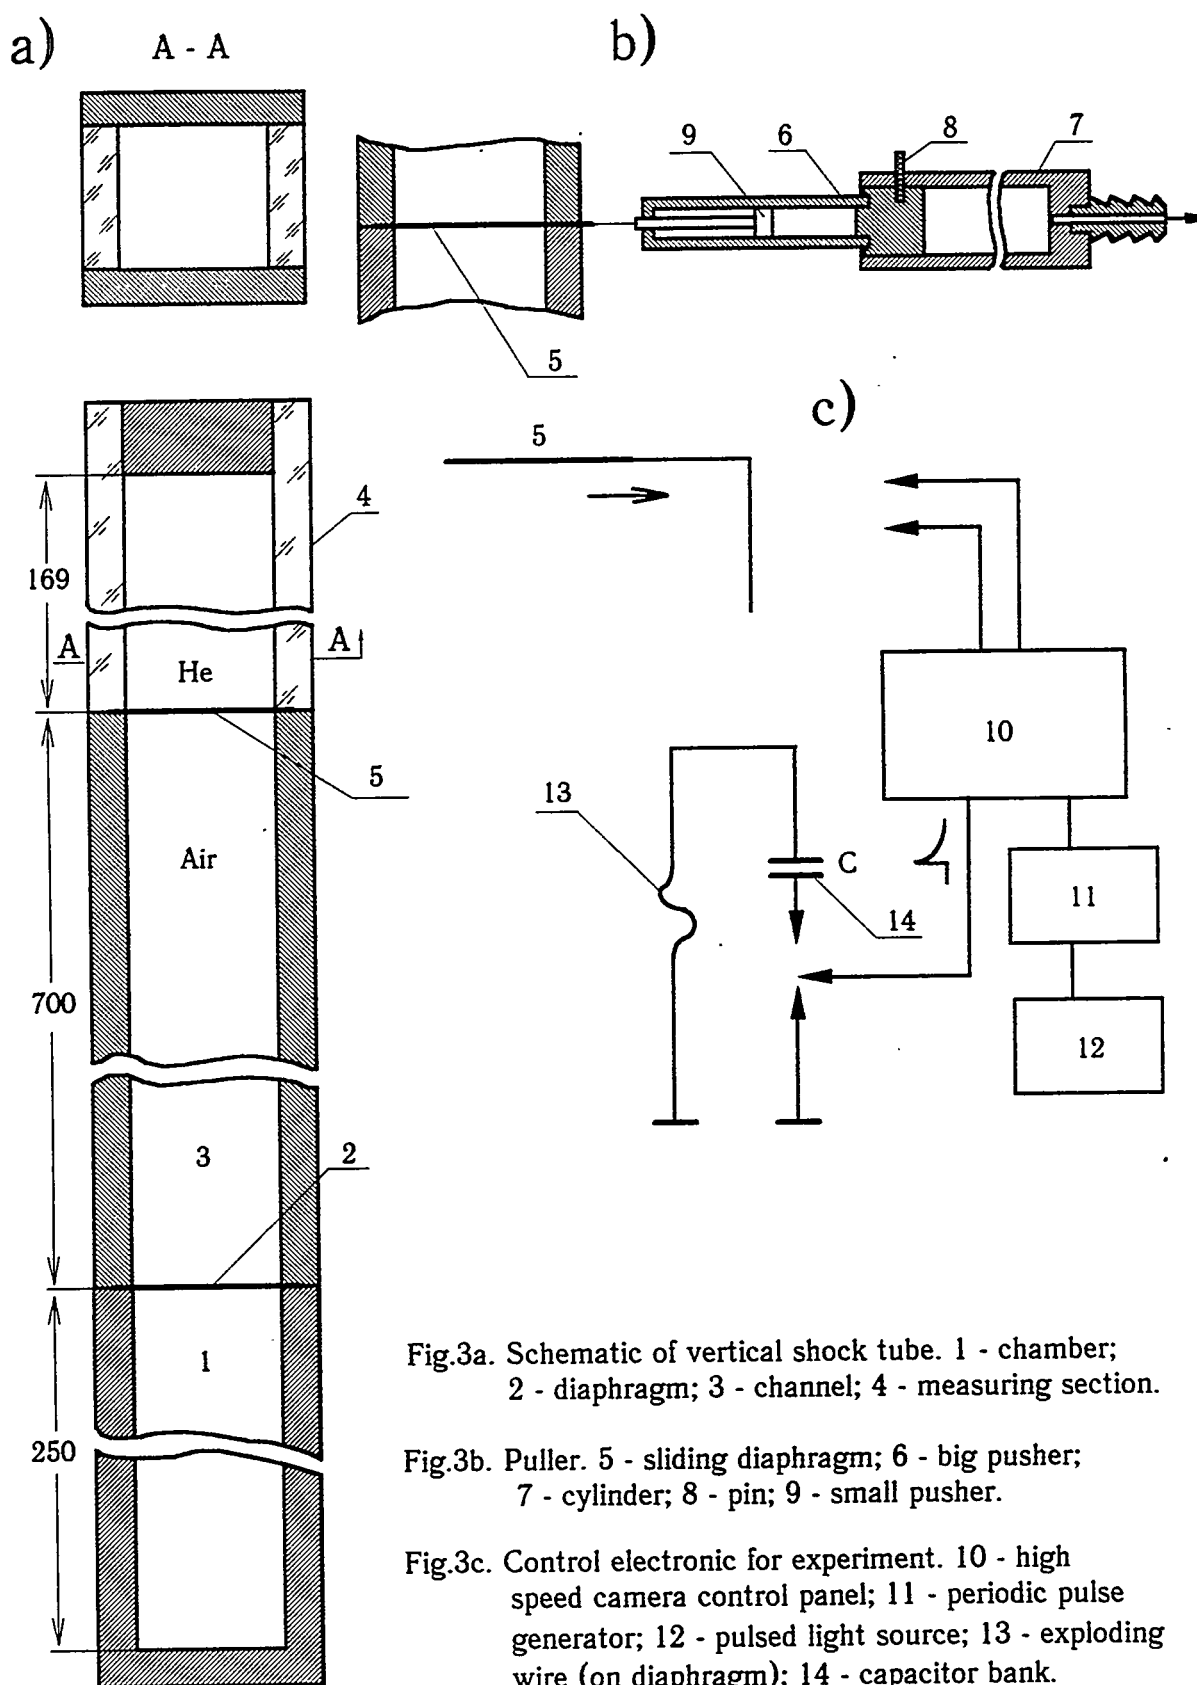 a)
A - A
b)
9
6
8
7
5
c)
5
4
169
A
A
He
10
5
13
Air
C
11
14
700
12
3
2
1
250
Fig.3a. Schematic of vertical shock tube. 1 - chamber;
2 - diaphragm; 3 - channel; 4 - measuring section.
Fig.3b. Puller. 5 - sliding diaphragm; 6 - big pusher;
7 - cylinder; 8 - pin; 9 - small pusher.
Fig.3c. Control electronic for experiment. 10 - high
speed camera control panel; 11 - periodic pulse
generator; 12 - pulsed light source; 13 - exploding
wire (on diaphragm); 14 - capacitor bank.